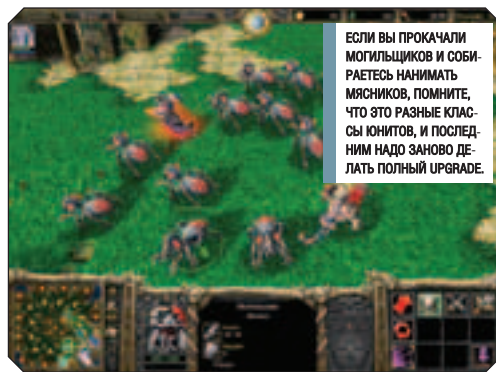 ЕСЛИ ВЫ ПРОКАЧАЛИ
МОГИЛЬЩИКОВ И СОБИ-
РАЕТЕСЬ НАНИМАТЬ
МЯСНИКОВ, ПОМНИТЕ,
ЧТО ЭТО РАЗНЫЕ КЛАС-
СЫ ЮНИТОВ, И ПОСЛЕД-
НИМ НАДО ЗАНОВО ДЕ-
ЛАТЬ ПОЛНЫЙ UPGRADE.